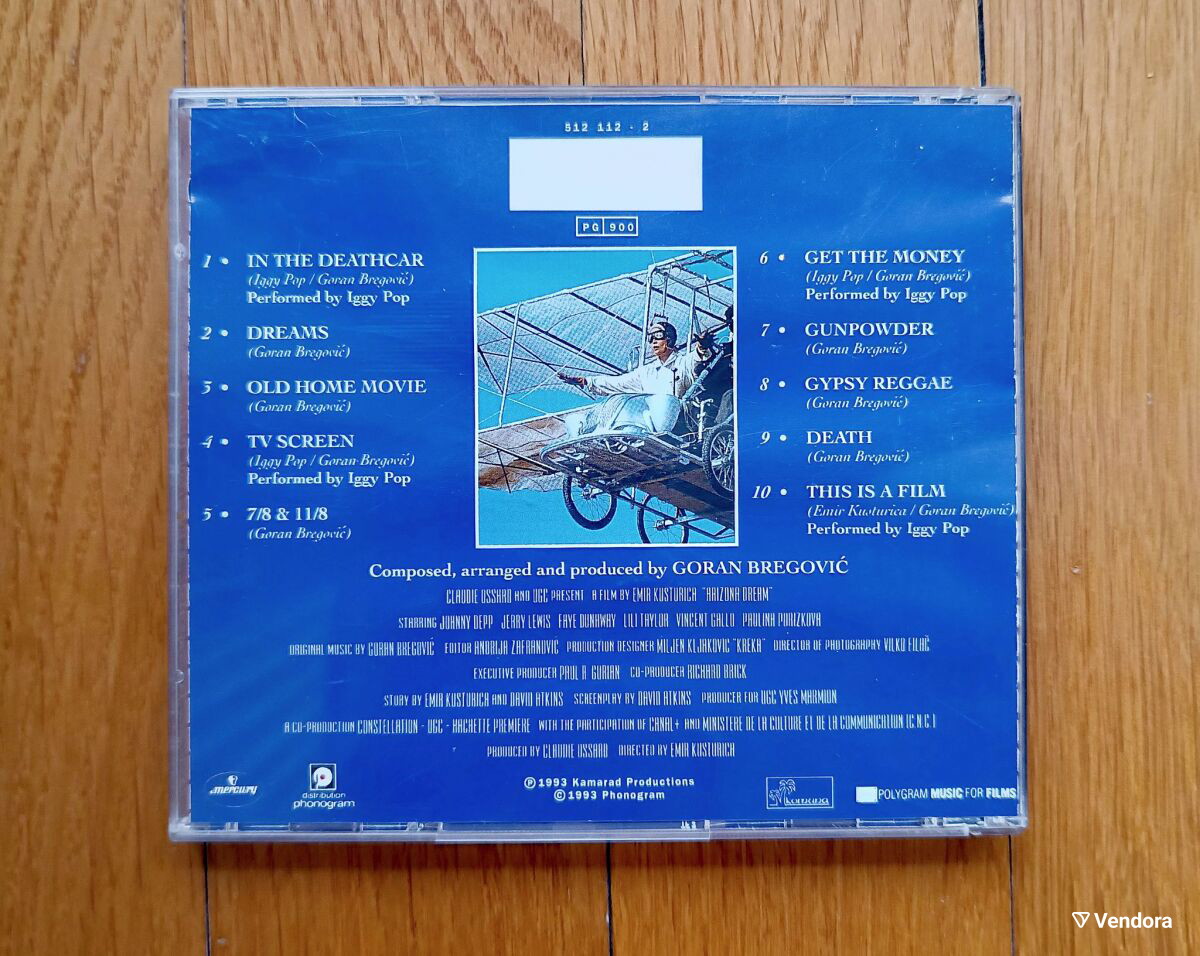 512 112 - 2
PG 900
1 • IN THE DEATHCAR
(Iggy Pop / Goran Bregović)
Performed by Iggy Pop
2 • DREAMS
(Goran Bregović)
3 • OLD HOME MOVIE
(Goran Bregović)
4 • TV SCREEN
(Iggy Pop / Goran Bregović)
Performed by Iggy Pop
5 • 7/8 & 11/8
(Goran Bregović)
6 • GET THE MONEY
(Iggy Pop / Goran Bregović)
Performed by Iggy Pop
7 • GUNPOWDER
(Goran Bregović)
8 • GYPSY REGGAE
(Goran Bregović)
9 • DEATH
(Goran Bregović)
10 • THIS IS A FILM
(Emir Kusturica / Goran Bregović)
Performed by Iggy Pop
Composed, arranged and produced by GORAN BREGOVIĆ
CLAUDIE OSSARD AND UGC PRESENT A FILM BY EMIR KUSTURICA "ARIZONA DREAM"
STARRING JOHNNY DEPP JERRY LEWIS FAYE DUNAWAY LILI TAYLOR VINCENT GALLO PAULINA PORIZKOVA
ORIGINAL MUSIC BY GORAN BREGOVIĆ EDITOR ANDRIJA ZAFRANOVIĆ PRODUCTION DESIGNER MILJEN KLJAKOVIC "KREKA" DIRECTOR OF PHOTOGRAPHY VILKO FILAČ
EXECUTIVE PRODUCER PAUL R. GURIAN CO-PRODUCER RICHARD BRICK
STORY BY EMIR KUSTURICA AND DAVID ATKINS SCREENPLAY BY DAVID ATKINS PRODUCER FOR UGC YVES MARMION
A CO-PRODUCTION CONSTELLATION - UGC - HACHETTE PREMIERE WITH THE PARTICIPATION OF CANAL+ AND MINISTERE DE LA CULTURE ET DE LA COMMUNICATION (C.N.C.)
PRODUCED BY CLAUDIE OSSARD DIRECTED BY EMIR KUSTURICA
mercury
distribution
phonogram
℗ 1993 Kamarad Productions
© 1993 Phonogram
komuna
POLYGRAM MUSIC FOR FILMS
Vendora